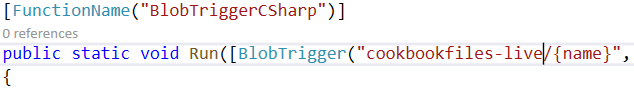 [FunctionName("BlobTriggerCSharp")]
0 references
public static void Run([BlobTrigger("cookbookfiles-live/{name}",
{